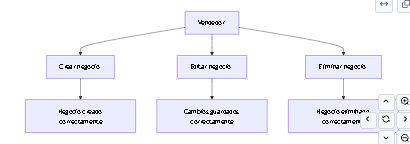 Vendedor
Crear negocio
Editar negocio
Eliminar negocio
Negocio creado
correctamente
Cambios guardados
correctamente
Negocio eliminado
correctamente